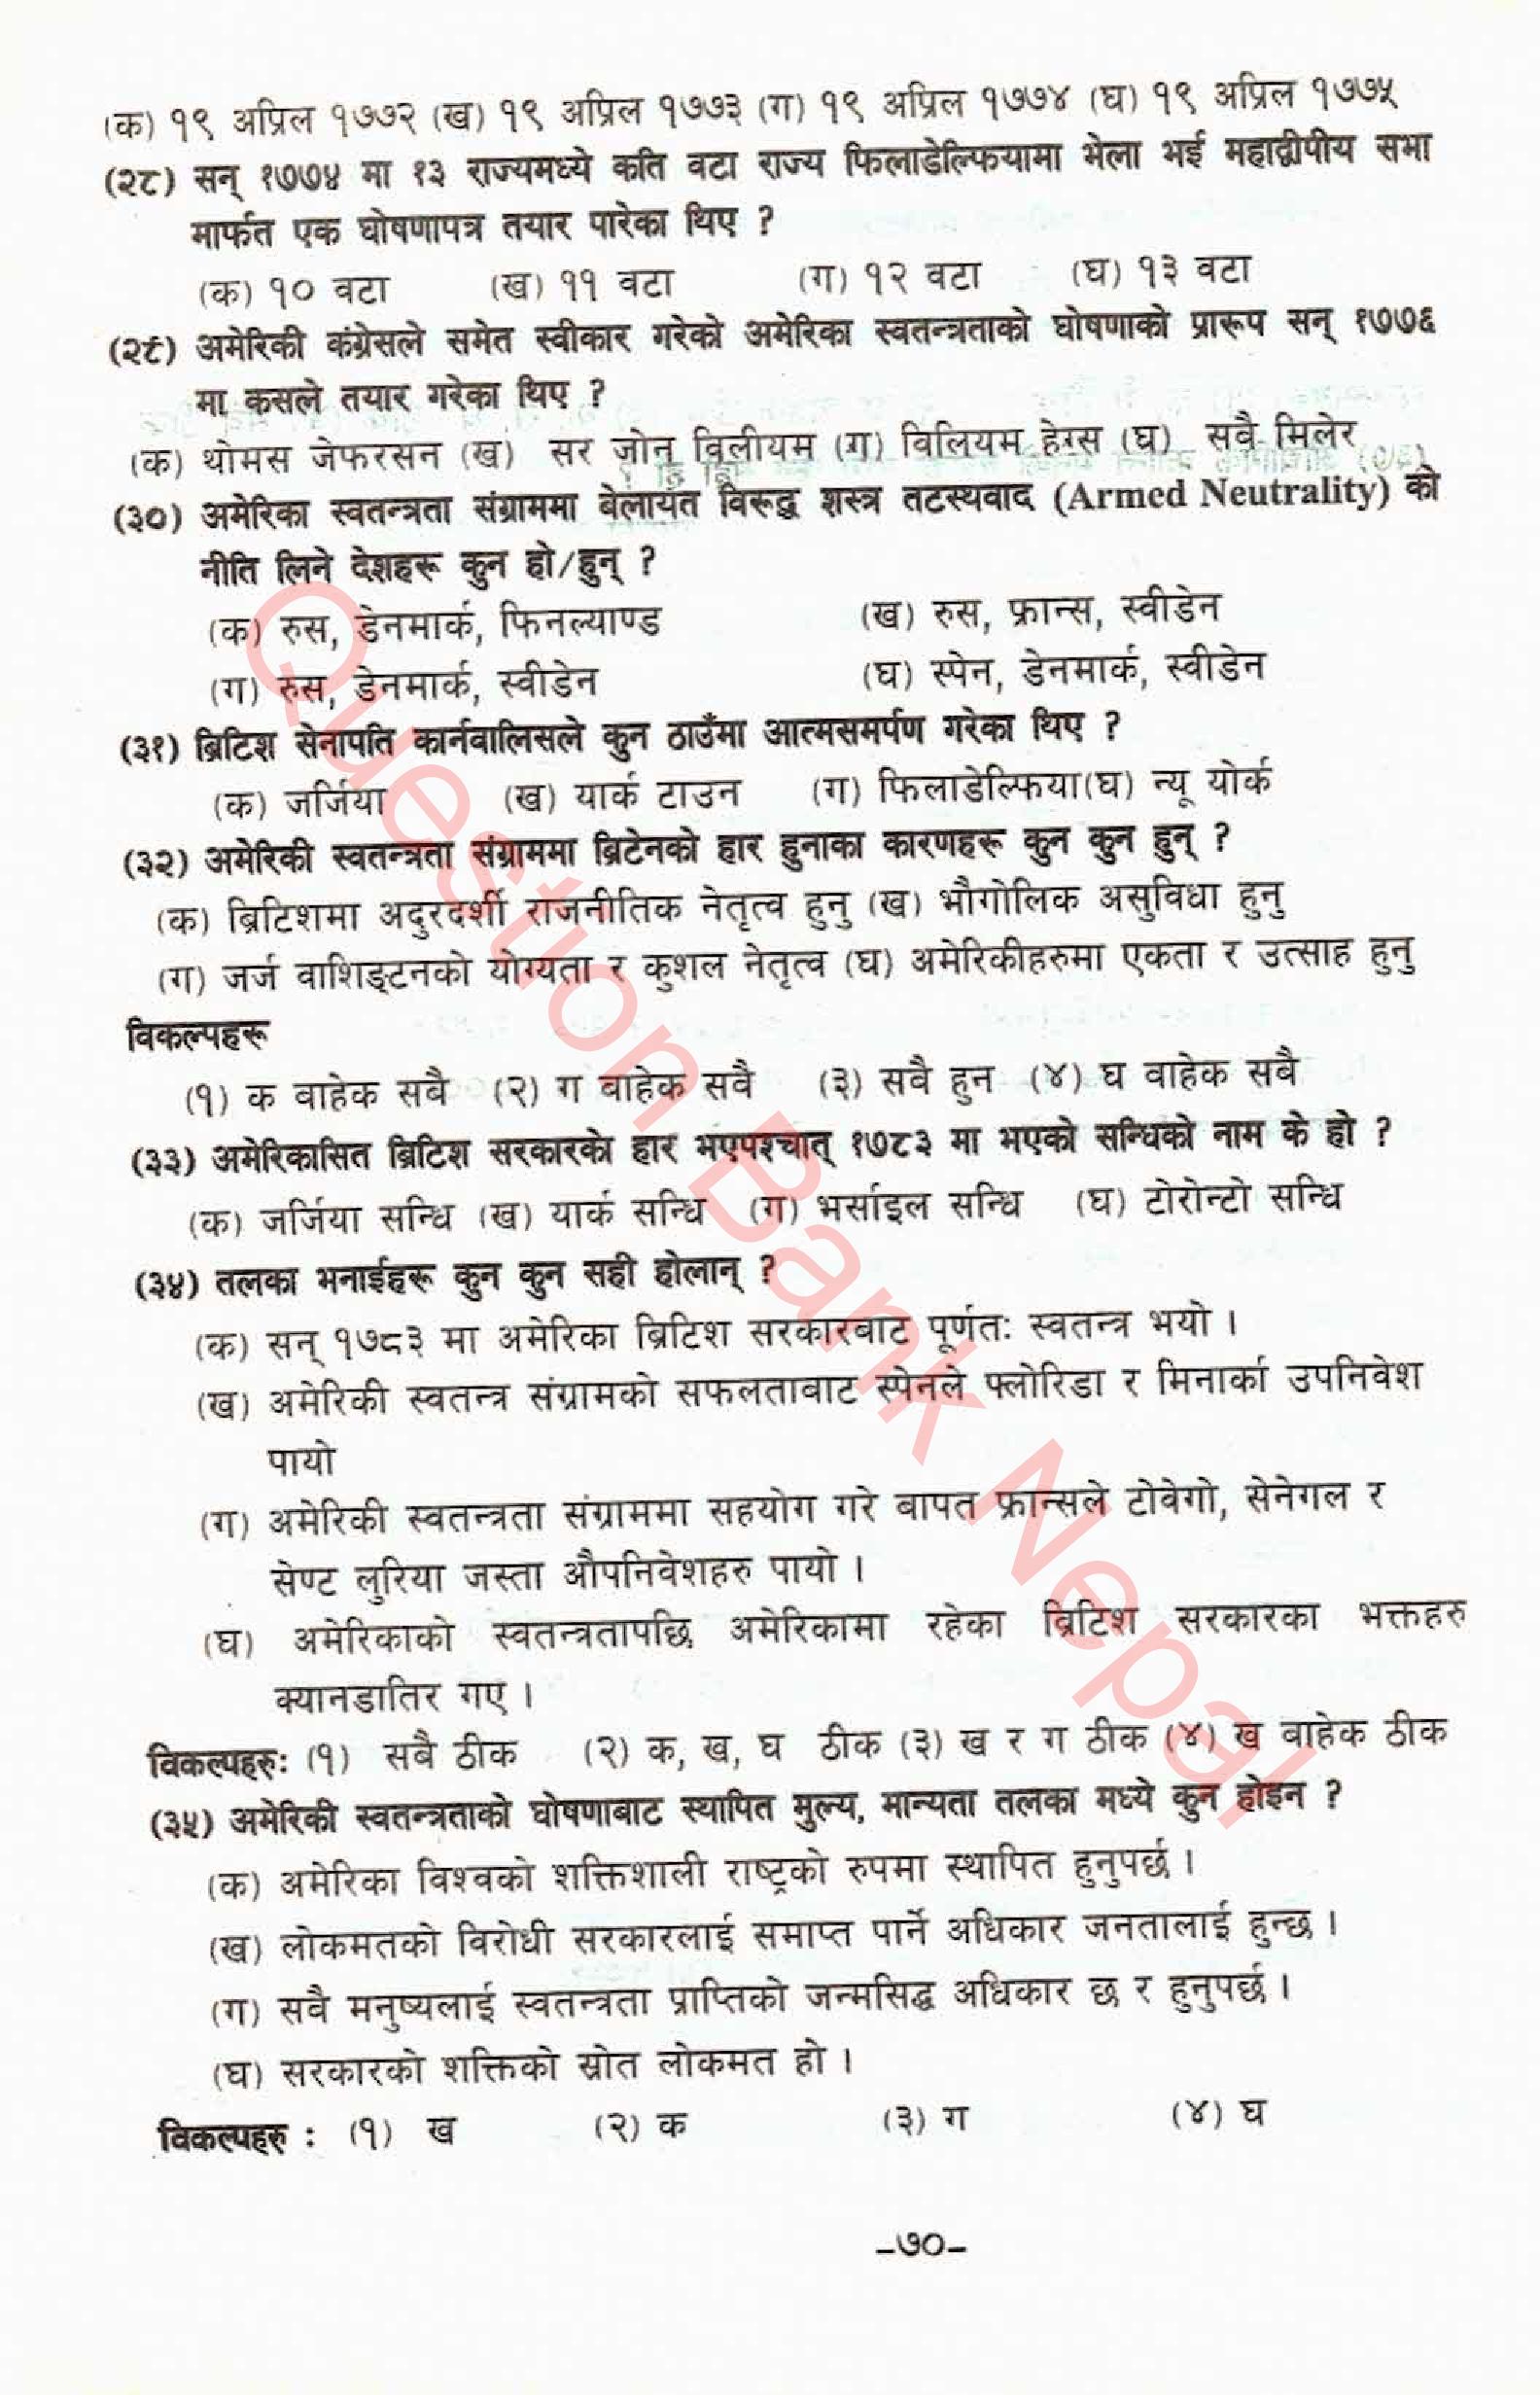 (क) १९ अप्रिल १७७२ (ख) १९ अप्रिल १७७३ (ग) १९ अप्रिल १७७४ (घ) १९ अप्रिल १७७५
(२८) सन् १७७४ मा १३ राज्यमध्ये कति वटा राज्य फिलाडेल्फियामा भेला भई महाद्वीपीय सभा
मार्फत एक घोषणापत्र तयार पारेका थिए ?
(क) १० वटा (ख) ११ वटा (ग) १२ वटा (घ) १३ वटा
(२९) अमेरिकी कंग्रेसले समेत स्वीकार गरेको अमेरिका स्वतन्त्रताको घोषणाको प्रारूप सन् १७७६
मा कसले तयार गरेका थिए ?
(क) थोमस जेफरसन (ख) सर जोन विलीयम (ग) विलियम हेग्स (घ) सवै मिलेर
(३०) अमेरिका स्वतन्त्रता संग्राममा बेलायत विरूद्ध शस्त्र तटस्थवाद (Armed Neutrality) को
नीति लिने देशहरू कुन हो/हुन् ?
(क) रुस, डेनमार्क, फिनल्याण्ड (ख) रुस, फ्रान्स, स्वीडेन
(ग) रुस, डेनमार्क, स्वीडेन (घ) स्पेन, डेनमार्क, स्वीडेन
(३१) ब्रिटिश सेनापति कार्नवालिसले कुन ठाउँमा आत्मसमर्पण गरेका थिए ?
(क) जर्जिया (ख) यार्क टाउन (ग) फिलाडेल्फिया(घ) न्यू योर्क
(३२) अमेरिकी स्वतन्त्रता संग्राममा ब्रिटेनको हार हुनाका कारणहरू कुन कुन हुन् ?
(क) ब्रिटिशमा अदुरदर्शी राजनीतिक नेतृत्व हुनु (ख) भौगोलिक असुविधा हुनु
(ग) जर्ज वाशिङ्टनको योग्यता र कुशल नेतृत्व (घ) अमेरिकीहरुमा एकता र उत्साह हुनु
विकल्पहरू
(१) क वाहेक सबै (२) ग वाहेक सवै (३) सवै हुन (४) घ वाहेक सबै
(३३) अमेरिकासित ब्रिटिश सरकारको हार भएपश्चात् १७८३ मा भएको सन्धिको नाम के हो ?
(क) जर्जिया सन्धि (ख) यार्क सन्धि (ग) भर्साइल सन्धि (घ) टोरोन्टो सन्धि
(३४) तलका भनाईहरू कुन कुन सही होलान् ?
(क) सन् १७८३ मा अमेरिका ब्रिटिश सरकारबाट पूर्णतः स्वतन्त्र भयो ।
(ख) अमेरिकी स्वतन्त्र संग्रामको सफलताबाट स्पेनले फ्लोरिडा र मिनार्का उपनिवेश
पायो
(ग) अमेरिकी स्वतन्त्रता संग्राममा सहयोग गरे बापत फ्रान्सले टोवेगो, सेनेगल र
सेण्ट लुरिया जस्ता औपनिवेशहरु पायो ।
(घ) अमेरिकाको स्वतन्त्रतापछि अमेरिकामा रहेका ब्रिटिश सरकारका भक्तहरु
क्यानडातिर गए ।
विकल्पहरुः (१) सबै ठीक (२) क, ख, घ ठीक (३) ख र ग ठीक (४) ख वाहेक ठीक
(३५) अमेरिकी स्वतन्त्रताको घोषणाबाट स्थापित मुल्य, मान्यता तलका मध्ये कुन होइन ?
(क) अमेरिका विश्वको शक्तिशाली राष्ट्रको रुपमा स्थापित हुनुपर्छ ।
(ख) लोकमतको विरोधी सरकारलाई समाप्त पार्ने अधिकार जनतालाई हुन्छ ।
(ग) सवै मनुष्यलाई स्वतन्त्रता प्राप्तिको जन्मसिद्ध अधिकार छ र हुनुपर्छ ।
(घ) सरकारको शक्तिको स्रोत लोकमत हो ।
विकल्पहरु : (१) ख (२) क (३) ग (४) घ
-७०-
Question Bank Nepal